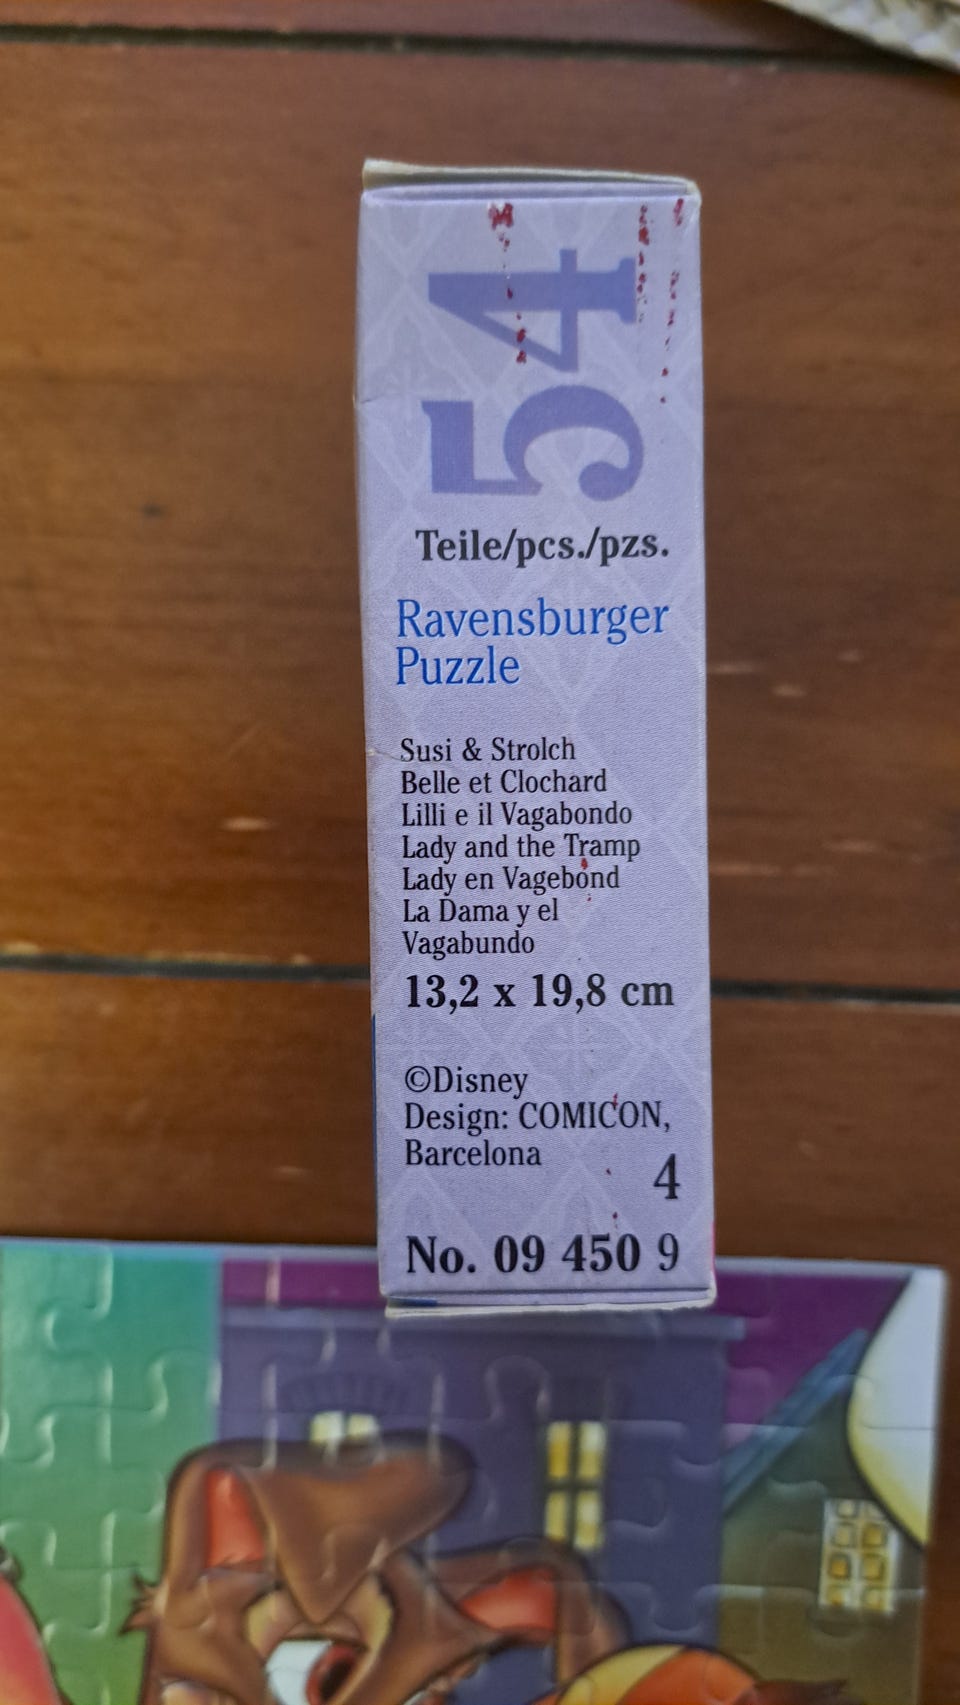 54
Teile/pcs./pzs.
Ravensburger
Puzzle
Susi & Strolch
Belle et Clochard
Lilli e il Vagabondo
Lady and the Tramp
Lady en Vagebond
La Dama y el
Vagabundo
13,2 x 19,8 cm
©Disney
Design: COMICON,
Barcelona
4
No. 09 450 9